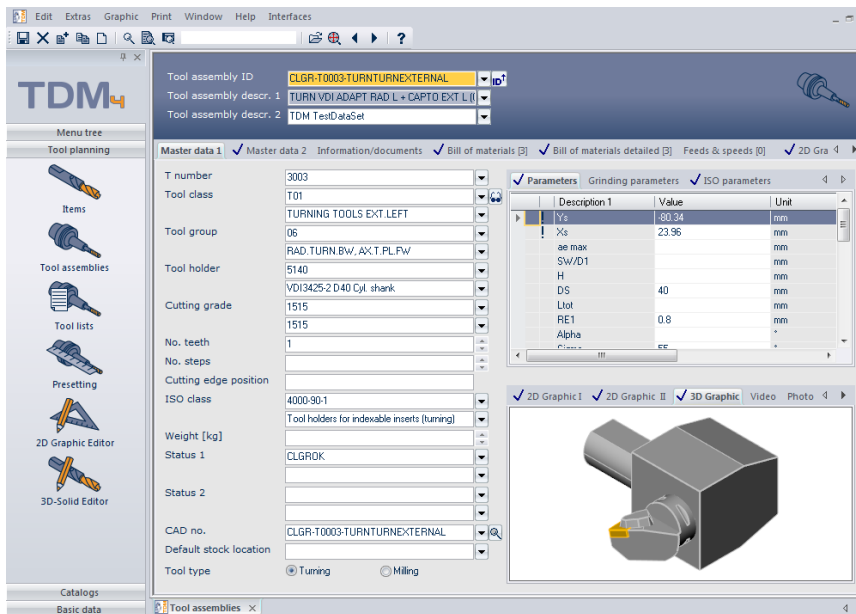 Edit Extras Graphic Print Window Help Interfaces
?
TDM4
Menu tree
Tool planning
Items
Tool assemblies
Tool lists
Presetting
2D Graphic Editor
3D-Solid Editor
Catalogs
Basic data
Tool assembly ID CLGR-T0003-TURNTURNEXTERNAL ID
Tool assembly descr. 1 TURN VDI ADAPT RAD L + CAPTO EXT L (
Tool assembly descr. 2 TDM TestDataSet
Master data 1 Master data 2 Information/documents Bill of materials [3] Bill of materials detailed [3] Feeds & speeds [0] 2D Gra
T number 3003
Tool class T01
TURNING TOOLS EXT.LEFT
Tool group 06
RAD.TURN.BW, AX.T.PL.FW
Tool holder 5140
VDI3425-2 D40 Cyl. shank
Cutting grade 1515
1515
No. teeth 1
No. steps
Cutting edge position
ISO class 4000-90-1
Tool holders for indexable inserts (turning)
Weight [kg]
Status 1 CLGROK
Status 2
CAD no. CLGR-T0003-TURNTURNEXTERNAL
Default stock location
Tool type Turning Milling
Parameters Grinding parameters ISO parameters
Description 1 Value Unit
! Ys -80.34 mm
! Xs 23.96 mm
ae max mm
SW/D1 mm
H mm
DS 40 mm
Ltot mm
RE1 0.8 mm
Alpha °
Sigma 55 °
2D Graphic I 2D Graphic II 3D Graphic Video Photo
Tool assemblies